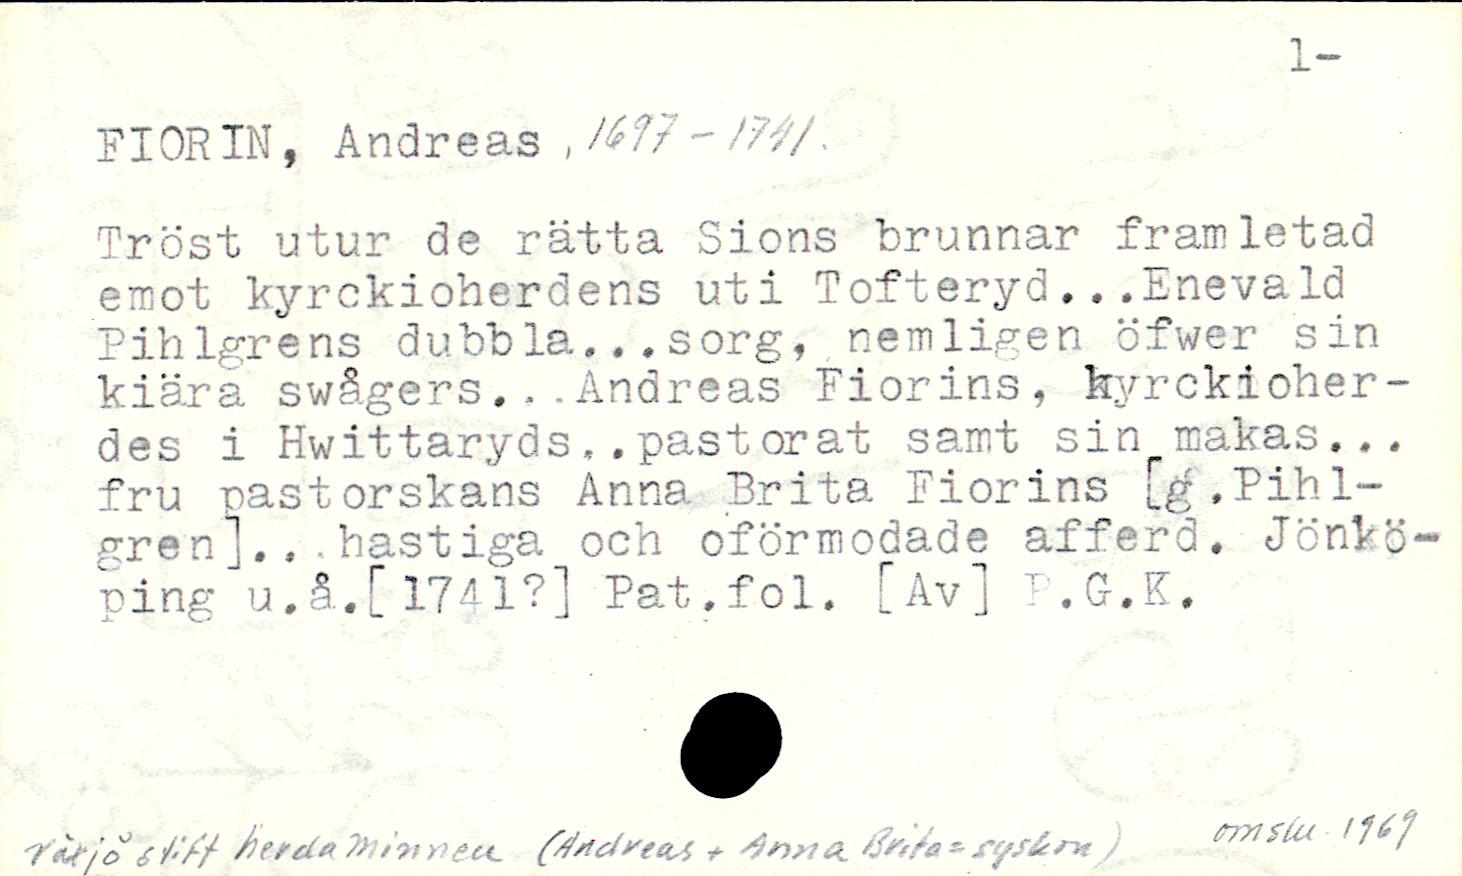 1-
FIORIN, Andreas, 1697-1741.
Tröst utur de rätta Sions brunnar framletad
emot kyrckioherdens uti Tofteryd...Enevald
Pihlgrens dubbla...sorg, nemligen öfwer sin
kiära swågers...Andreas Fiorins, kyrckioher-
des i Hwittaryds..pastorat samt sin makas...
fru pastorskans Anna Brita Fiorins [g.Pihl-
gren]...hastiga och oförmodade afferd. Jönkö-
ping u.å.[1741?] Pat.fol. [Av] P.G.K.
Växjö stift herdaminnen (Andreas + Anna Brita = syskon) 1969